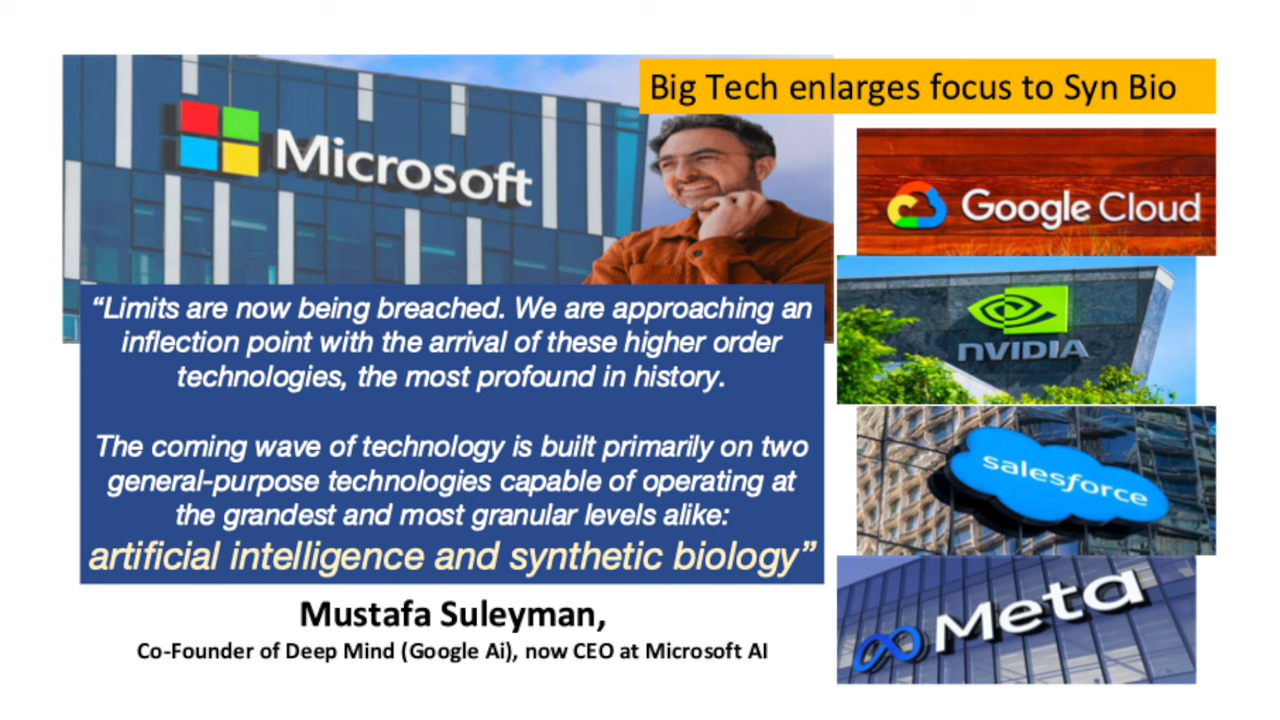 Big Tech enlarges focus to Syn Bio
Microsoft
Google Cloud
NVIDIA
salesforce
Meta
“Limits are now being breached. We are approaching an
inflection point with the arrival of these higher order
technologies, the most profound in history.
The coming wave of technology is built primarily on two
general-purpose technologies capable of operating at
the grandest and most granular levels alike:
artificial intelligence and synthetic biology”
Mustafa Suleyman,
Co-Founder of Deep Mind (Google Ai), now CEO at Microsoft AI